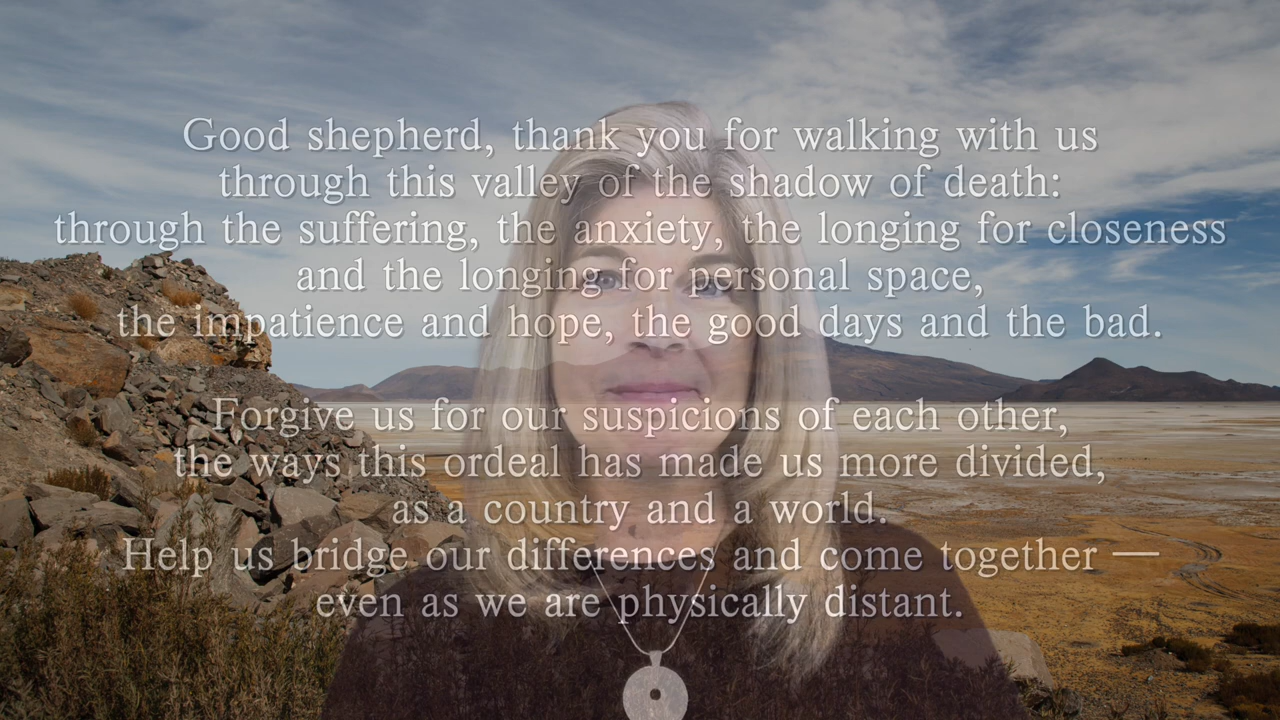 Good shepherd, thank you for walking with us
through this valley of the shadow of death:
through the suffering, the anxiety, the longing for closeness
and the longing for personal space,
the impatience and hope, the good days and the bad.
Forgive us for our suspicions of each other,
the ways this ordeal has made us more divided,
as a country and a world.
Help us bridge our differences and come together —
even as we are physically distant.